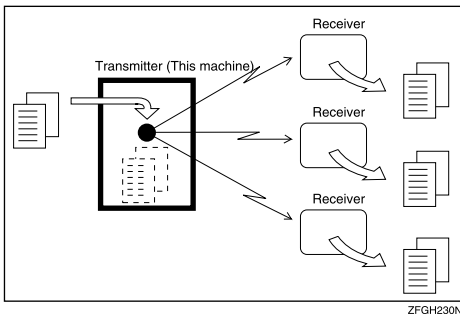 Receiver
Transmitter (This machine)
Receiver
Receiver
ZFGH230N